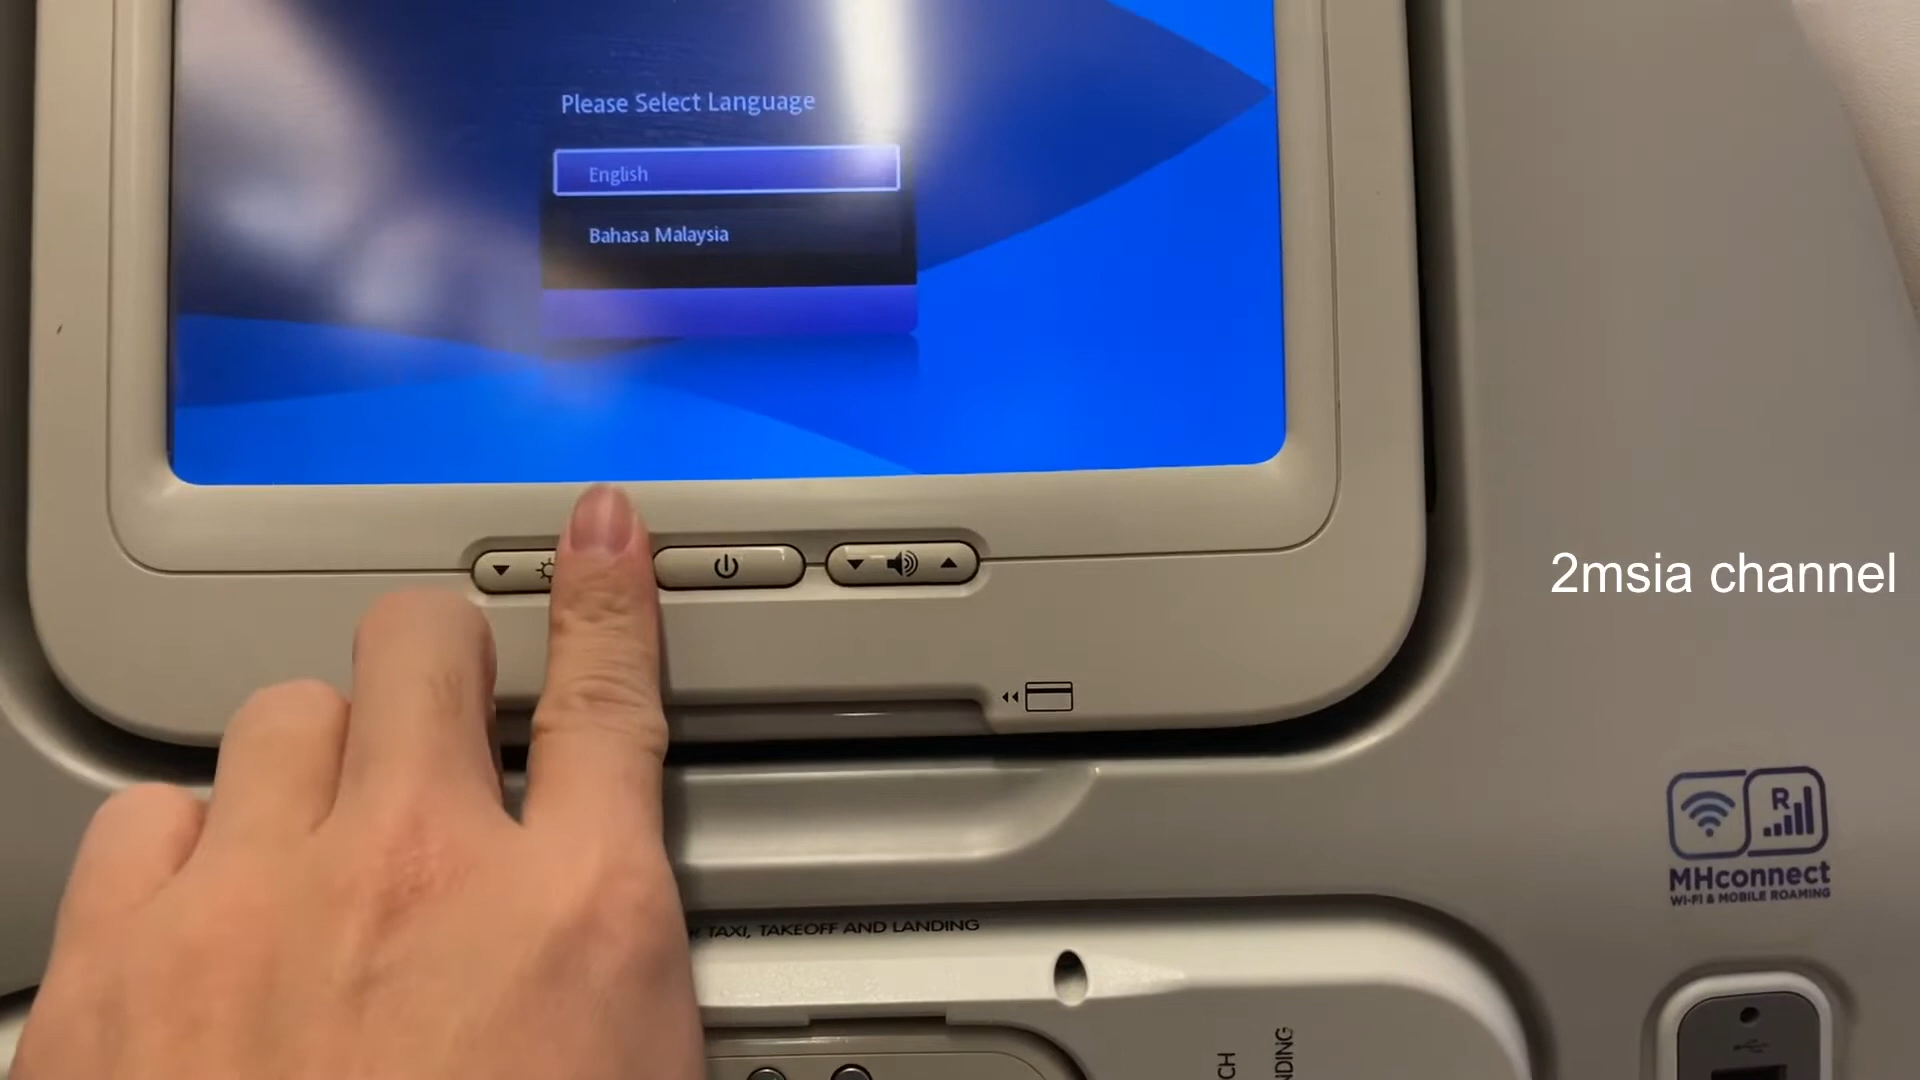 Please Select Language
English
Bahasa Malaysia
2msia channel
R
MHconnect
WI-FI & MOBILE ROAMING
TAXI, TAKEOFF AND LANDING